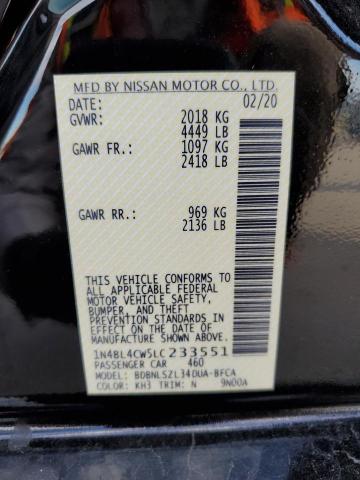 MFD BY NISSAN MOTOR CO., LTD.
DATE: 02/20
GVWR: 2018 KG
4449 LB
GAWR FR.: 1097 KG
2418 LB
GAWR RR.: 969 KG
2136 LB
THIS VEHICLE CONFORMS TO
ALL APPLICABLE FEDERAL
MOTOR VEHICLE SAFETY,
BUMPER, AND THEFT
PREVENTION STANDARDS IN
EFFECT ON THE DATE OF
MANUFACTURE SHOWN ABOVE.
1N4BL4CW5LC233551
PASSENGER CAR 460
MODEL: BDBNLSZL34DUA-BFCA
COLOR: KH3 TRIM: N 9N00A